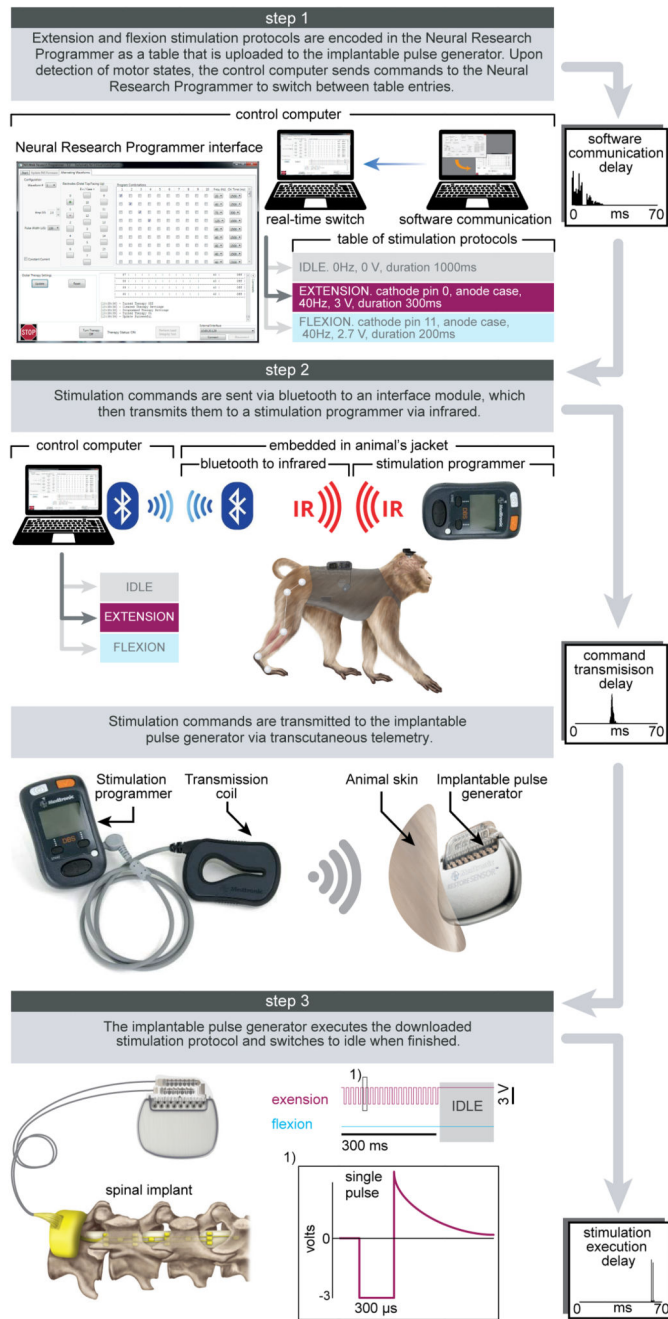 step 1
Extension and flexion stimulation protocols are encoded in the Neural Research
Programmer as a table that is uploaded to the implantable pulse generator. Upon
detection of motor states, the control computer sends commands to the Neural
Research Programmer to switch between table entries.
control computer
Neural Research Programmer interface
real-time switch
software communication
software
communication
delay
0 ms 70
table of stimulation protocols
IDLE. 0Hz, 0 V, duration 1000ms
EXTENSION. cathode pin 0, anode case,
40Hz, 3 V, duration 300ms
FLEXION. cathode pin 11, anode case,
40Hz, 2.7 V, duration 200ms
STOP
step 2
Stimulation commands are sent via bluetooth to an interface module, which
then transmits them to a stimulation programmer via infrared.
control computer
embedded in animal's jacket
bluetooth to infrared
stimulation programmer
IR
IR
IDLE
EXTENSION
FLEXION
command
transmisison
delay
0 ms 70
Stimulation commands are transmitted to the implantable
pulse generator via transcutaneous telemetry.
Stimulation
programmer
Transmission
coil
Animal skin
Implantable pulse
generator
Medtronic
step 3
The implantable pulse generator executes the downloaded
stimulation protocol and switches to idle when finished.
1)
exension
flexion
IDLE
3 V
300 ms
spinal implant
1)
single
pulse
volts
0
-3
300 µs
stimulation
execution
delay
0 ms 70